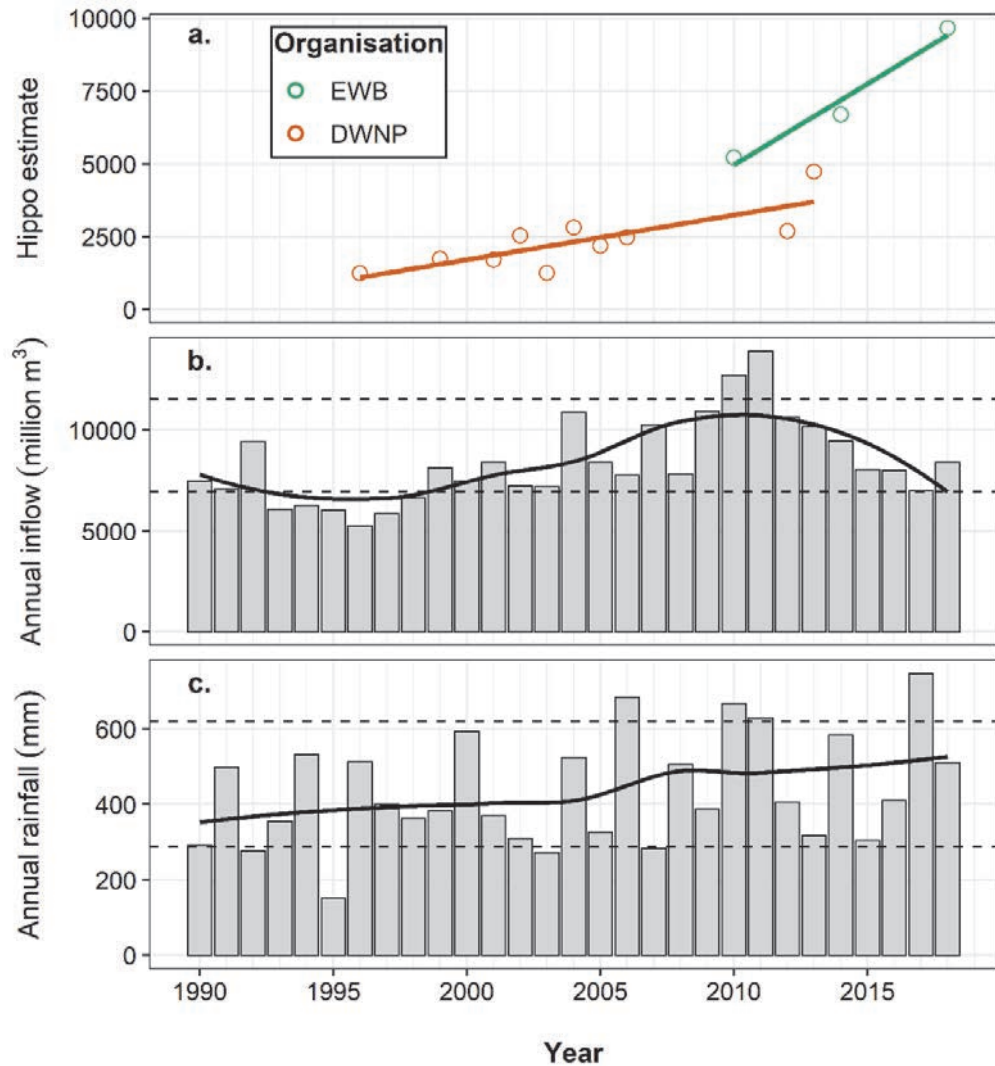 a.
Organisation
EWB
DWNP
10000
7500
5000
2500
0
Hippo estimate
b.
10000
5000
0
Annual inflow (million m³)
c.
600
400
200
0
Annual rainfall (mm)
1990 1995 2000 2005 2010 2015
Year